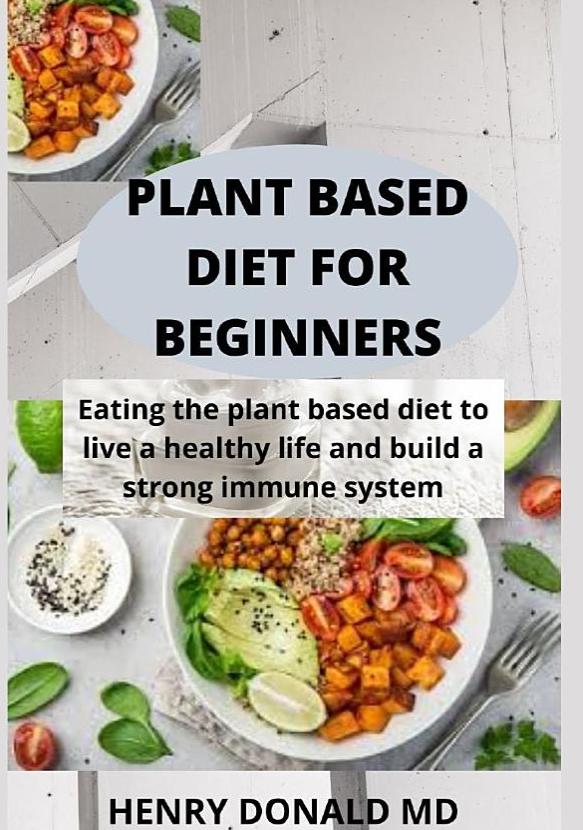 PLANT BASED
DIET FOR
BEGINNERS
Eating the plant based diet to
live a healthy life and build a
strong immune system
HENRY DONALD MD